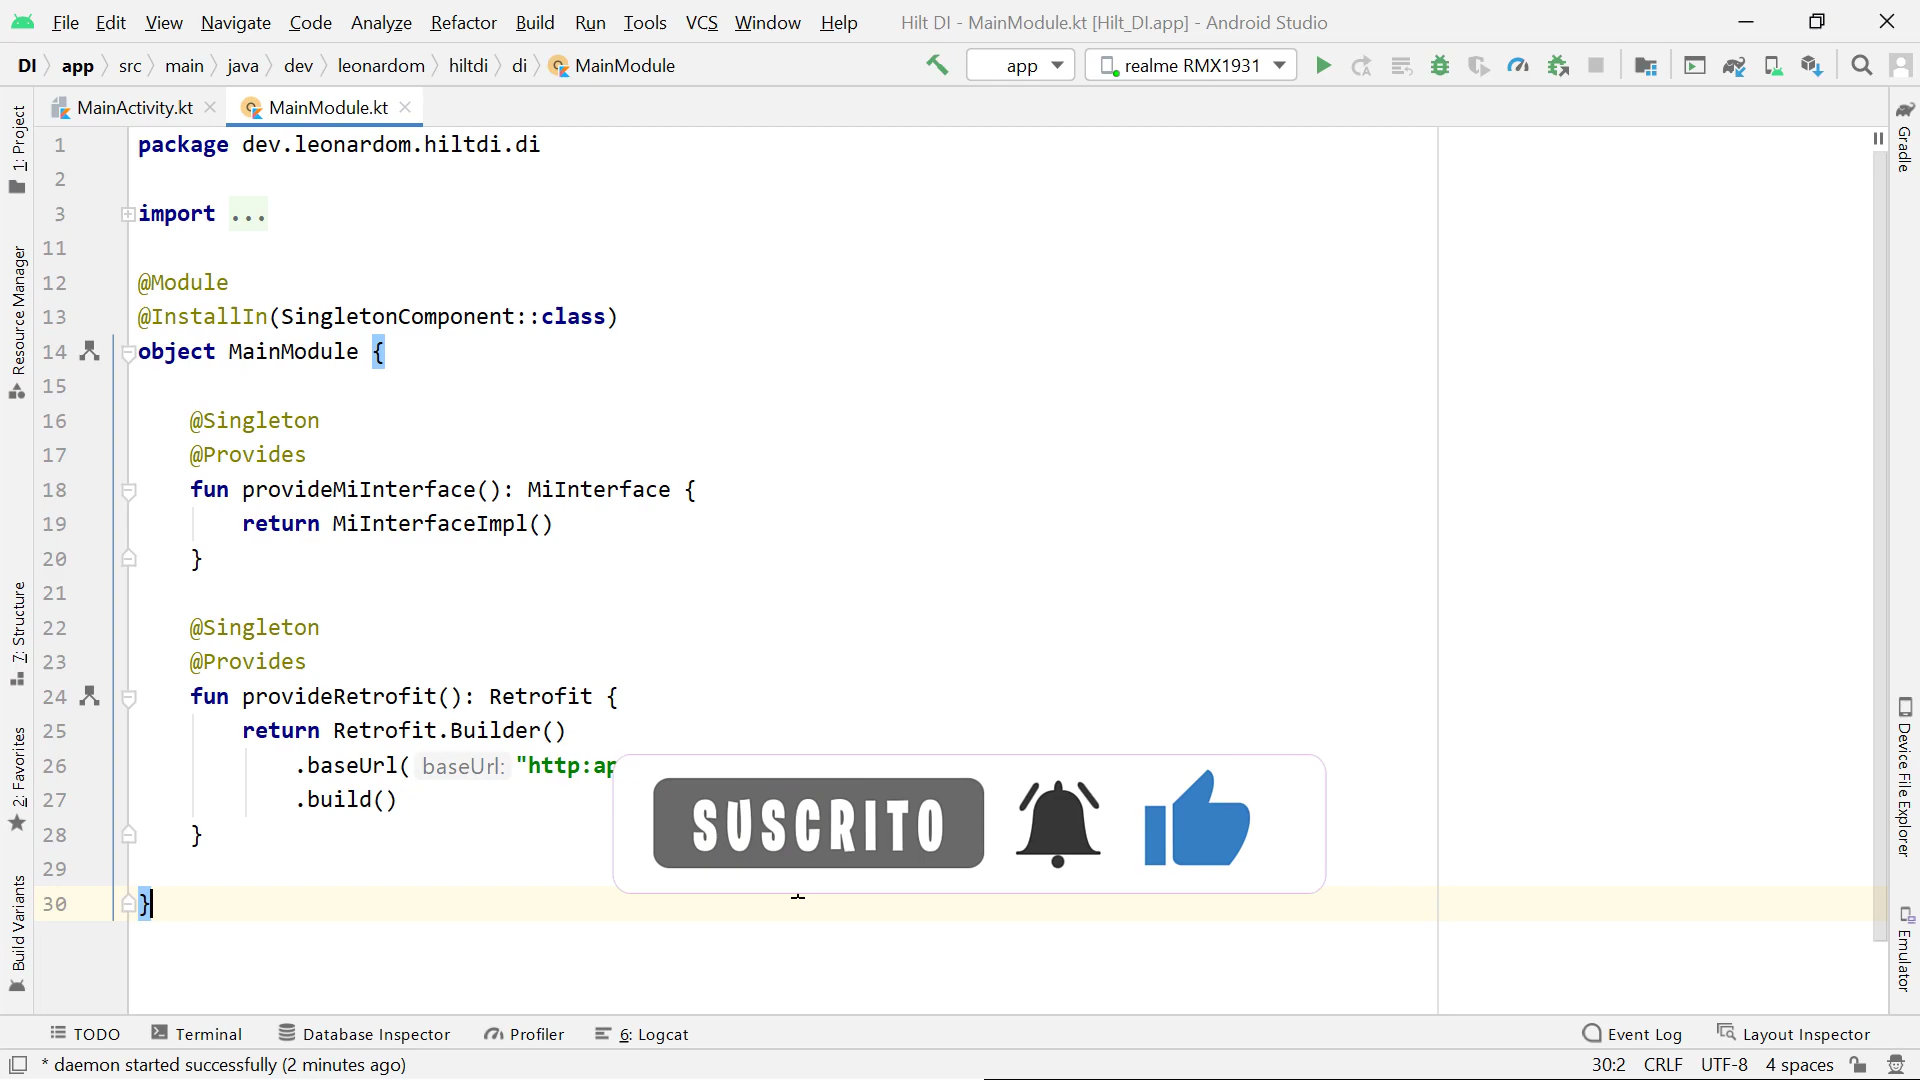 File Edit View Navigate Code Analyze Refactor Build Run Tools VCS Window Help Hilt DI - MainModule.kt [Hilt_DI.app] - Android Studio
DI app src main java dev leonardom hiltdi di MainModule app realme RMX1931
MainActivity.kt MainModule.kt
1: Project
Resource Manager
7: Structure
2: Favorites
Build Variants
1 package dev.leonardom.hiltdi.di
2
3 import ...
11
12 @Module
13 @InstallIn(SingletonComponent::class)
14 object MainModule {
15
16 @Singleton
17 @Provides
18 fun provideMiInterface(): MiInterface {
19 return MiInterfaceImpl()
20 }
21
22 @Singleton
23 @Provides
24 fun provideRetrofit(): Retrofit {
25 return Retrofit.Builder()
26 .baseUrl( baseUrl: "http:ap
27 .build()
28 }
29
30 }
SUSCRITO
Gradle
Device File Explorer
Emulator
TODO Terminal Database Inspector Profiler 6: Logcat Event Log Layout Inspector
* daemon started successfully (2 minutes ago) 30:2 CRLF UTF-8 4 spaces